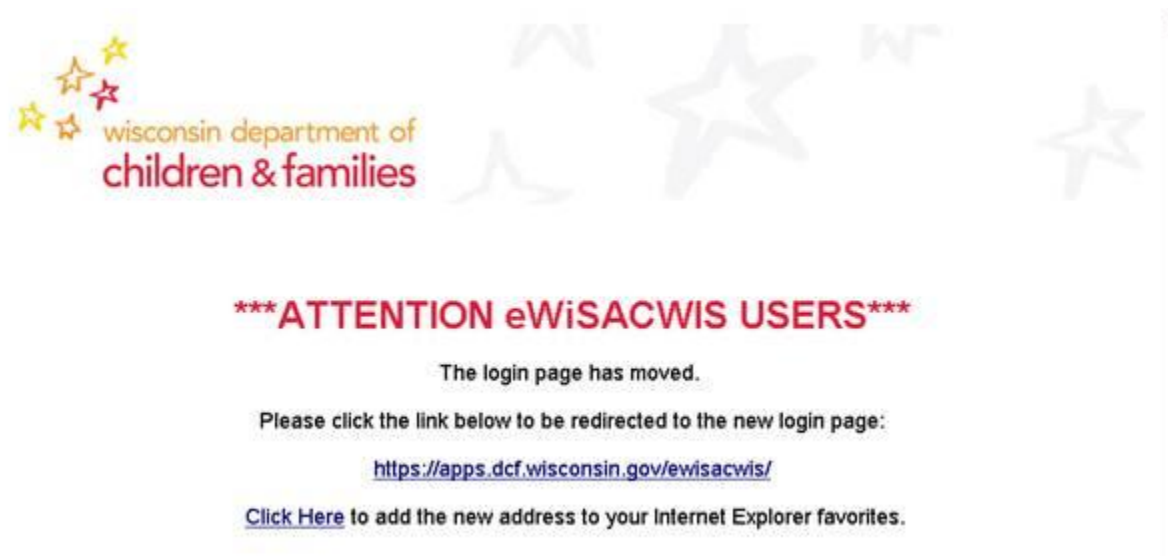 wisconsin department of
children & families
***ATTENTION eWiSACWIS USERS***
The login page has moved.
Please click the link below to be redirected to the new login page:
https://apps.dcf.wisconsin.gov/ewisacwis/
Click Here to add the new address to your Internet Explorer favorites.